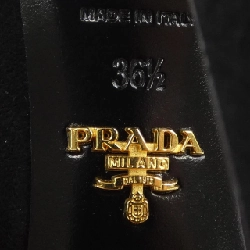 MADE IN ITALY
36½
PRADA
MILANO
DAL 1913